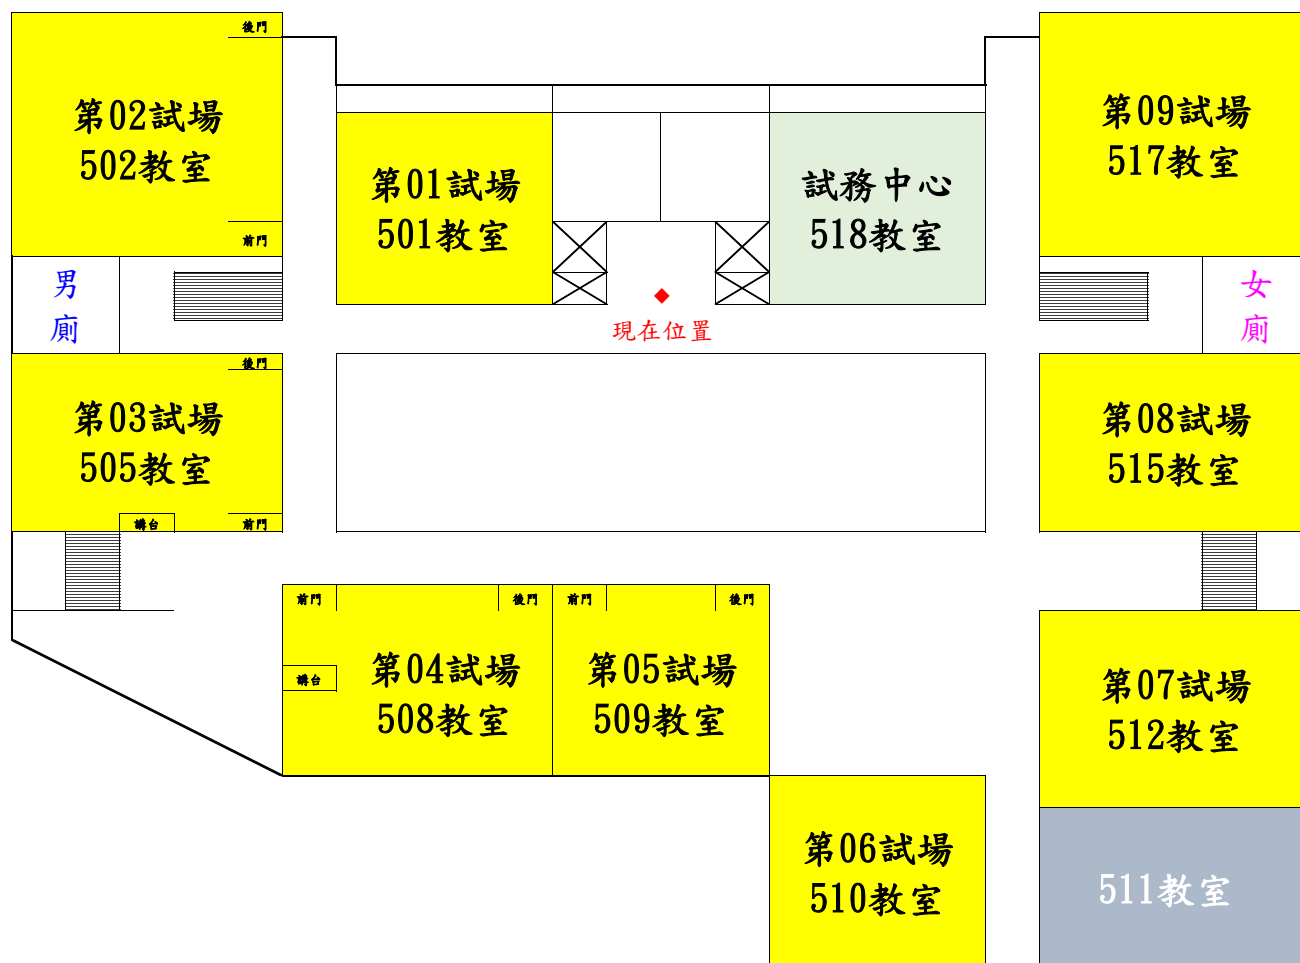 後門
第02試場
502教室
前門
第01試場
501教室
試務中心
518教室
第09試場
517教室
男
廁
現在位置
女
廁
後門
第03試場
505教室
講台
前門
第08試場
515教室
前門
後門
前門
後門
講台
第04試場
508教室
第05試場
509教室
第07試場
512教室
第06試場
510教室
511教室